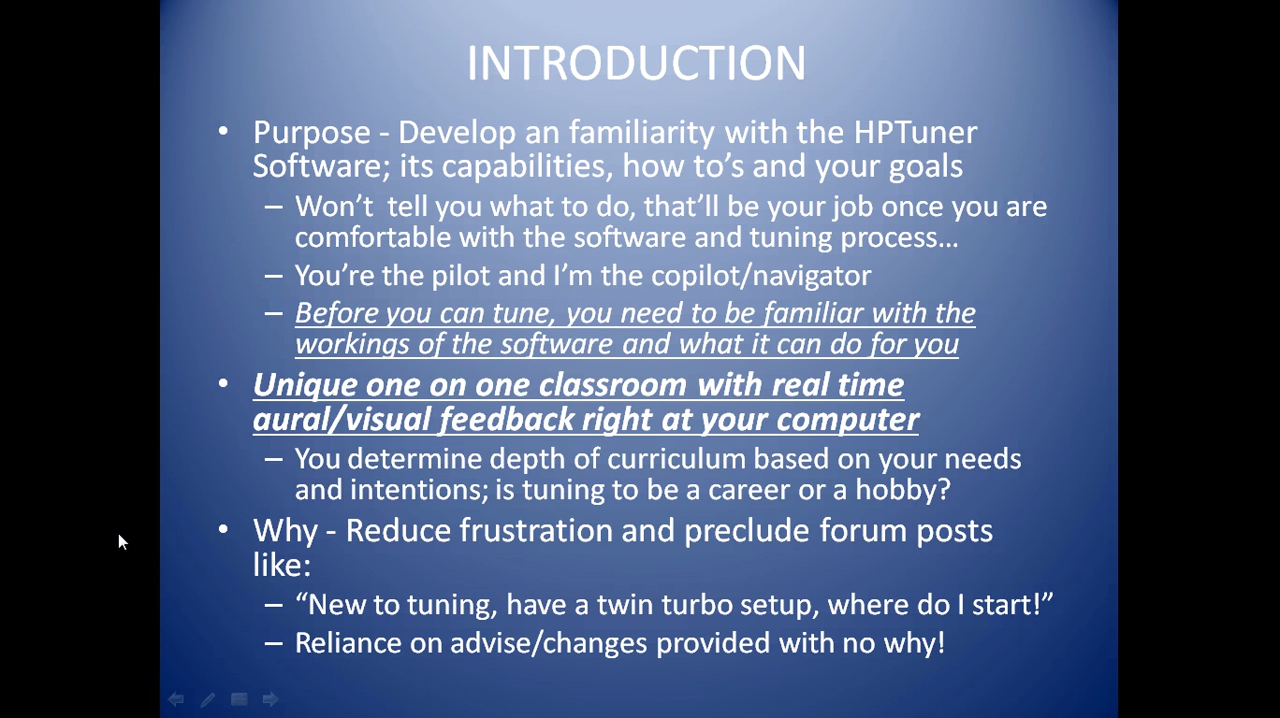 INTRODUCTION
• Purpose - Develop an familiarity with the HPTuner
Software; its capabilities, how to’s and your goals
– Won’t  tell you what to do, that’ll be your job once you are
comfortable with the software and tuning process…
– You’re the pilot and I’m the copilot/navigator
– Before you can tune, you need to be familiar with the
workings of the software and what it can do for you
• Unique one on one classroom with real time
aural/visual feedback right at your computer
– You determine depth of curriculum based on your needs
and intentions; is tuning to be a career or a hobby?
• Why - Reduce frustration and preclude forum posts
like:
– “New to tuning, have a twin turbo setup, where do I start!”
– Reliance on advise/changes provided with no why!